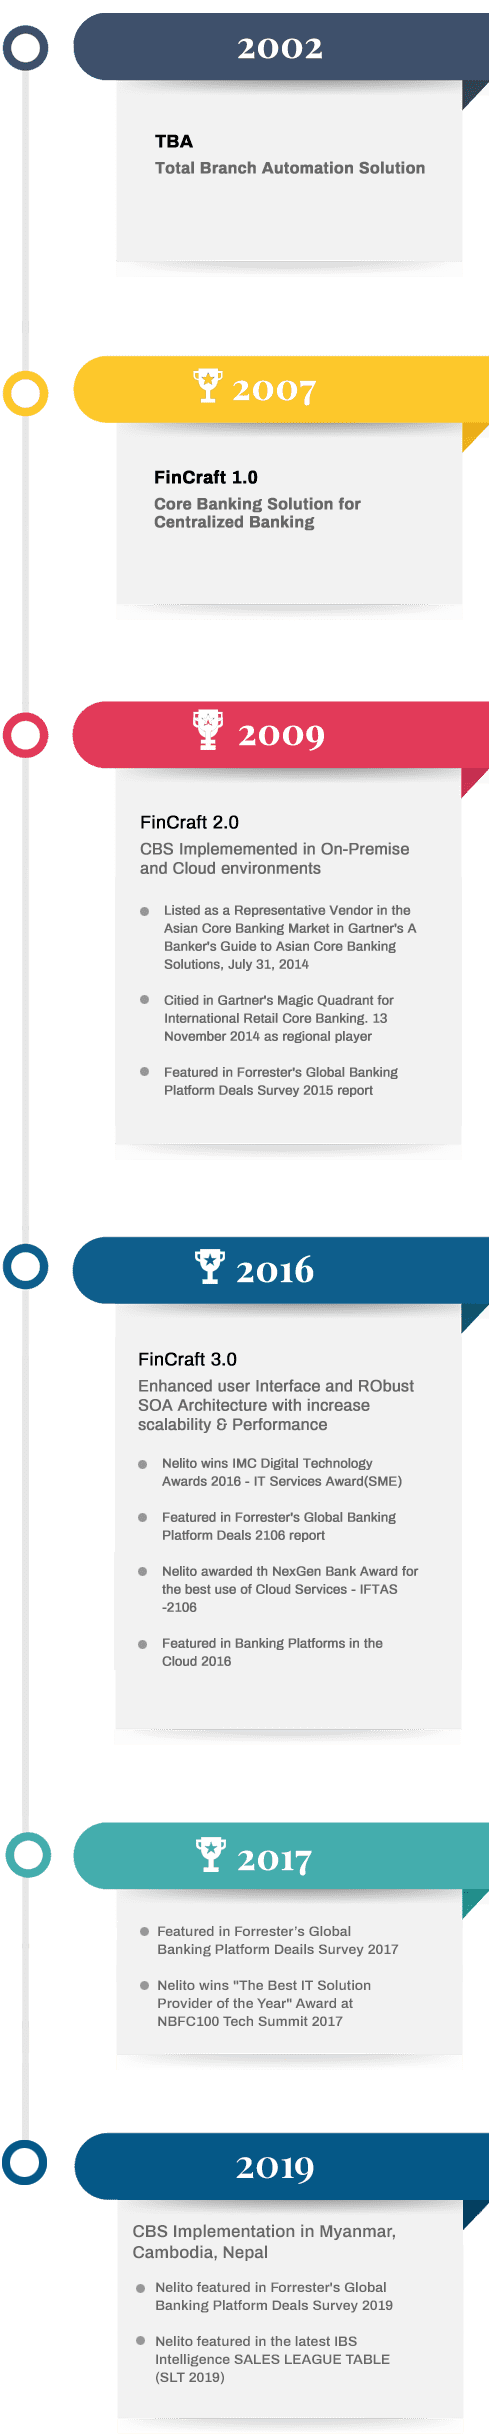 2002
TBA
Total Branch Automation Solution
2007
FinCraft 1.0
Core Banking Solution for
Centralized Banking
2009
FinCraft 2.0
CBS Implememented in On-Premise
and Cloud environments
Listed as a Representative Vendor in the
Asian Core Banking Market in Gartner's A
Banker's Guide to Asian Core Banking
Solutions, July 31, 2014
Citied in Gartner's Magic Quadrant for
International Retail Core Banking. 13
November 2014 as regional player
Featured in Forrester's Global Banking
Platform Deals Survey 2015 report
2016
FinCraft 3.0
Enhanced user Interface and RObust
SOA Architecture with increase
scalability & Performance
Nelito wins IMC Digital Technology
Awards 2016 - IT Services Award(SME)
Featured in Forrester's Global Banking
Platform Deals 2106 report
Nelito awarded th NexGen Bank Award for
the best use of Cloud Services - IFTAS
-2106
Featured in Banking Platforms in the
Cloud 2016
2017
Featured in Forrester’s Global
Banking Platform Deails Survey 2017
Nelito wins "The Best IT Solution
Provider of the Year" Award at
NBFC100 Tech Summit 2017
2019
CBS Implementation in Myanmar,
Cambodia, Nepal
Nelito featured in Forrester's Global
Banking Platform Deals Survey 2019
Nelito featured in the latest IBS
Intelligence SALES LEAGUE TABLE
(SLT 2019)